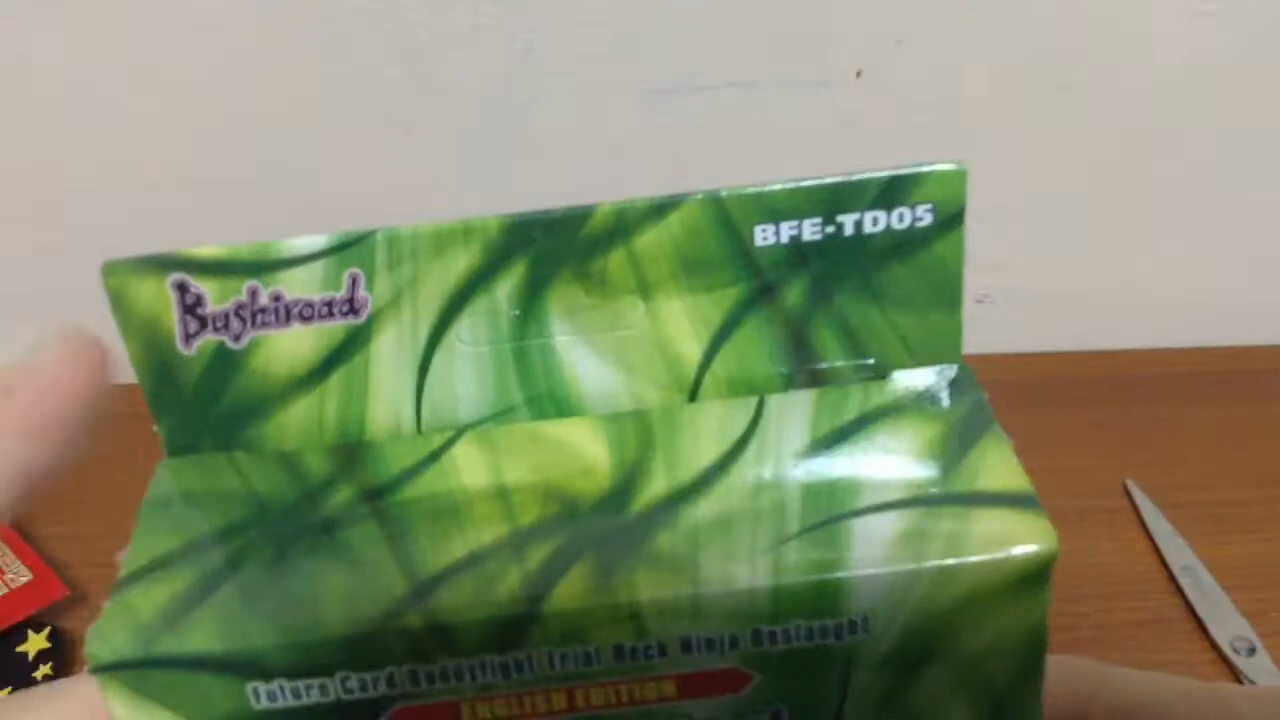 BFE-TD05
Bushiroad
Future Card Buddyfight Trial Deck Ninja Onslaught
ENGLISH EDITION